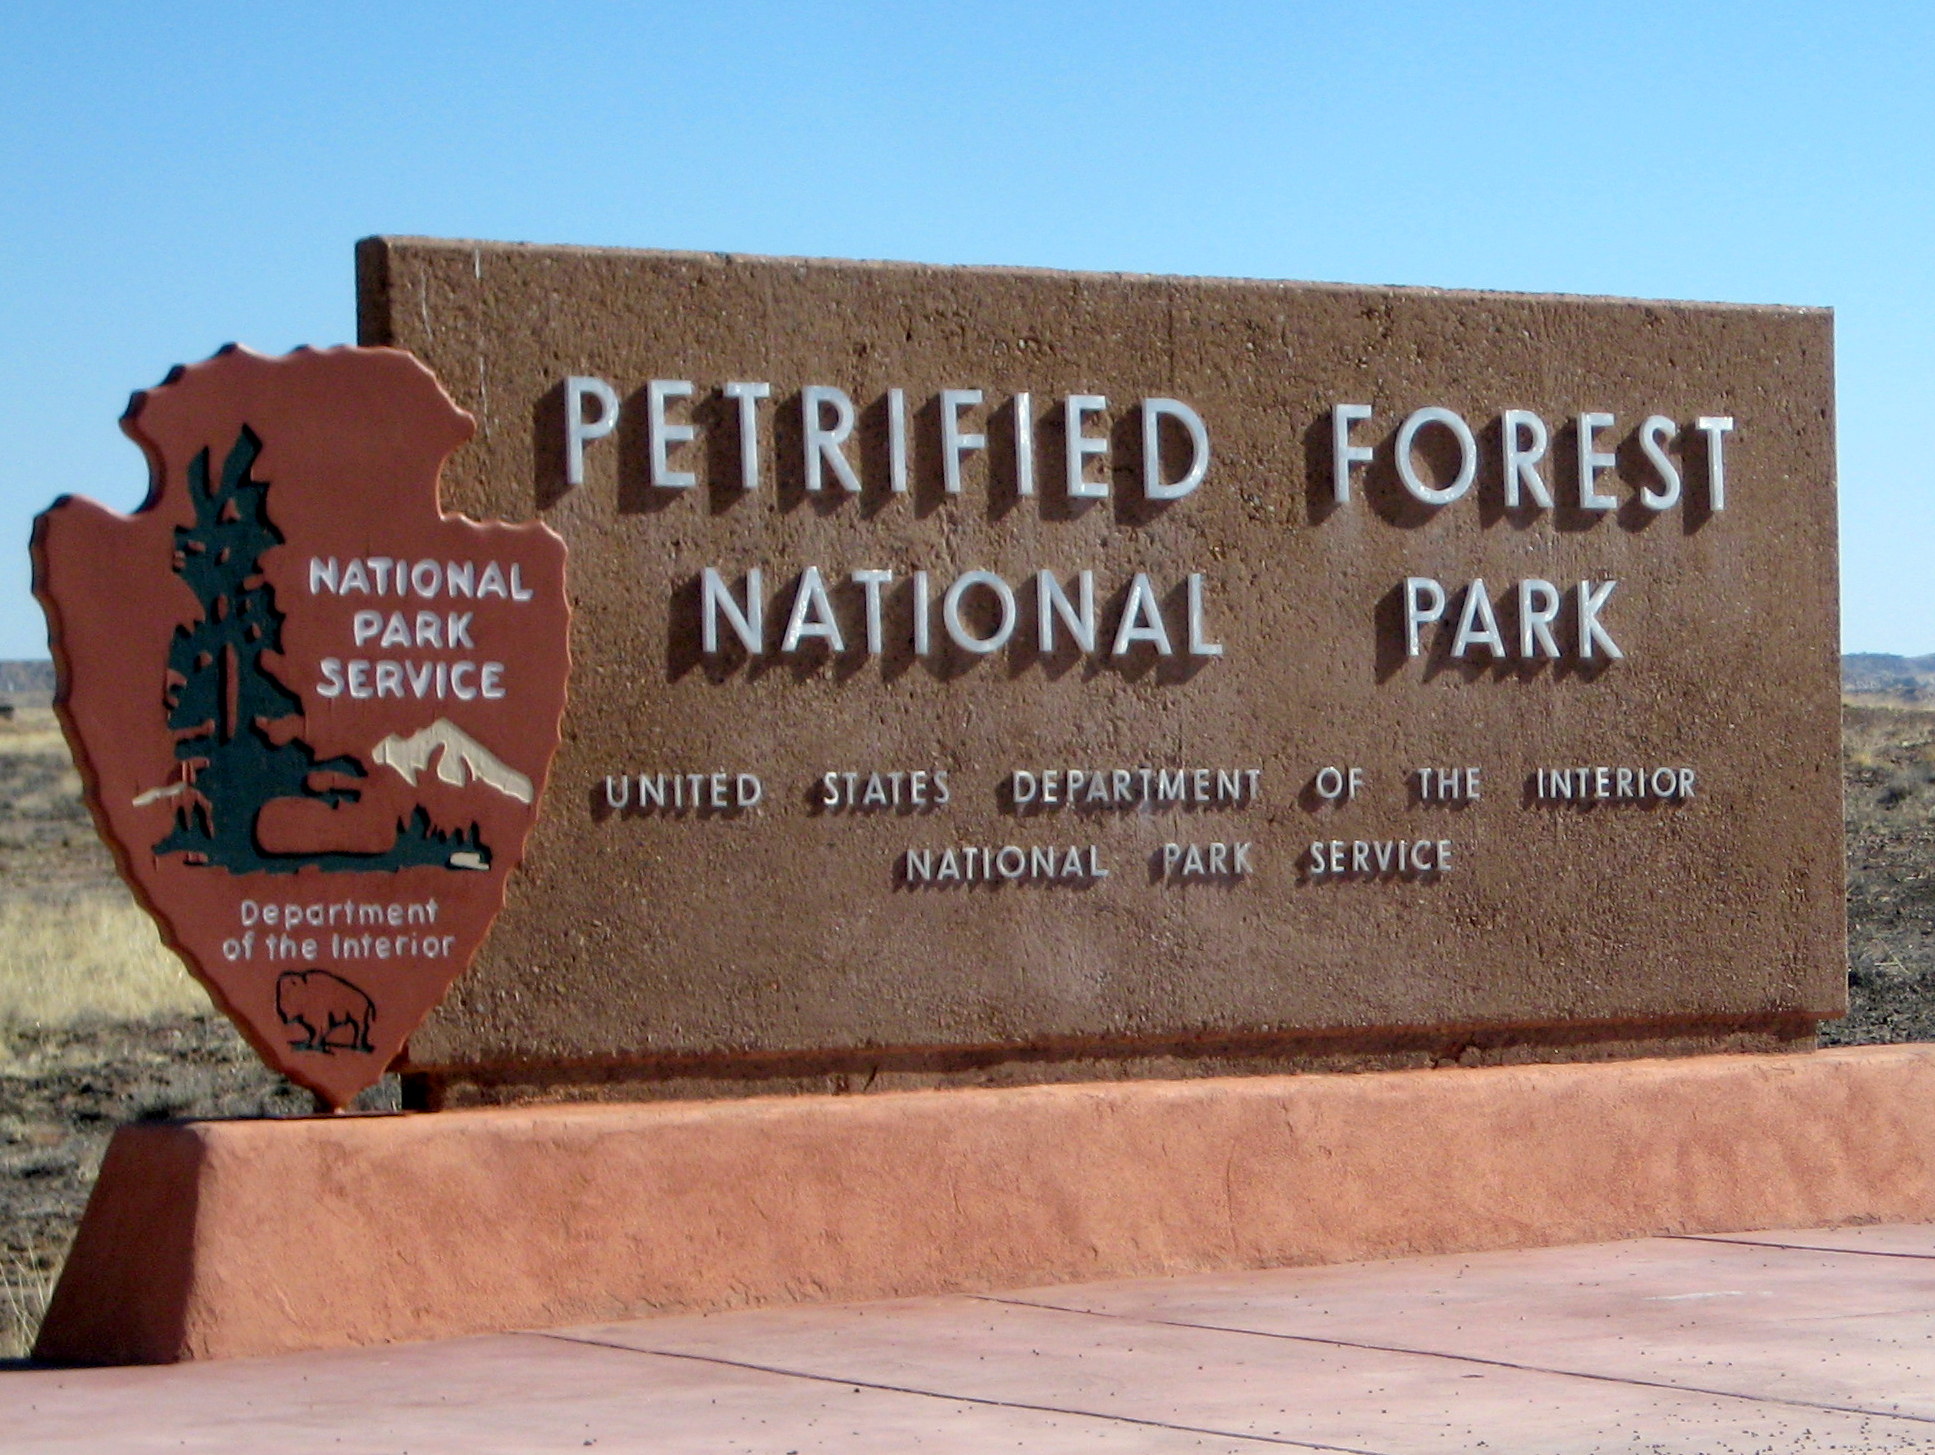 NATIONAL
PARK
SERVICE
Department
of the Interior
PETRIFIED FOREST
NATIONAL PARK
UNITED STATES DEPARTMENT OF THE INTERIOR
NATIONAL PARK SERVICE